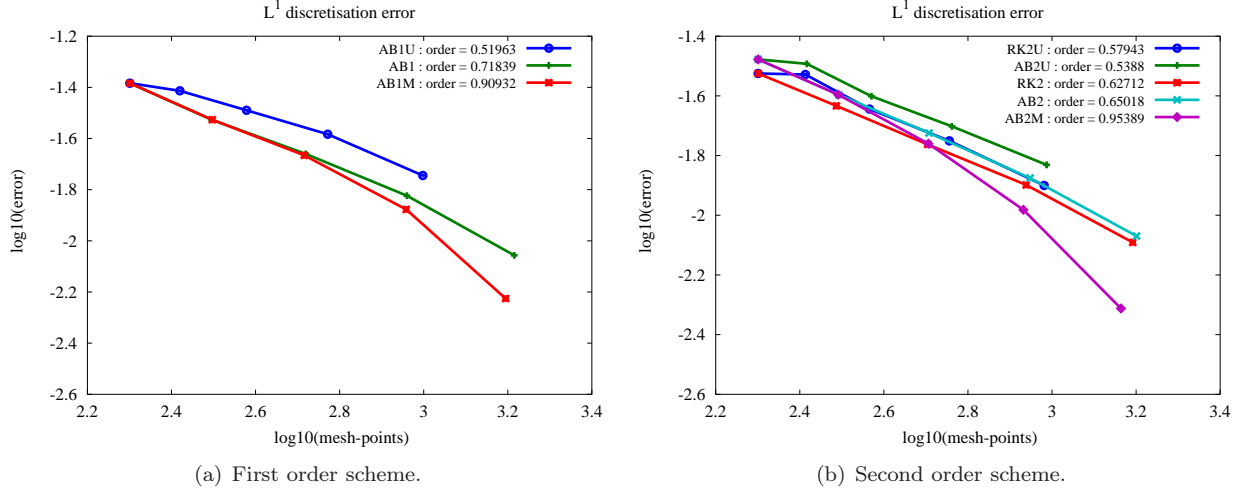 L^1 discretisation error
AB1U : order = 0.51963
AB1 : order = 0.71839
AB1M : order = 0.90932
log10(error)
-1.2
-1.4
-1.6
-1.8
-2
-2.2
-2.4
-2.6
2.2 2.4 2.6 2.8 3 3.2 3.4
log10(mesh-points)
(a) First order scheme.
L^1 discretisation error
RK2U : order = 0.57943
AB2U : order = 0.5388
RK2 : order = 0.62712
AB2 : order = 0.65018
AB2M : order = 0.95389
log10(error)
-1.4
-1.6
-1.8
-2
-2.2
-2.4
-2.6
2.2 2.4 2.6 2.8 3 3.2 3.4
log10(mesh-points)
(b) Second order scheme.